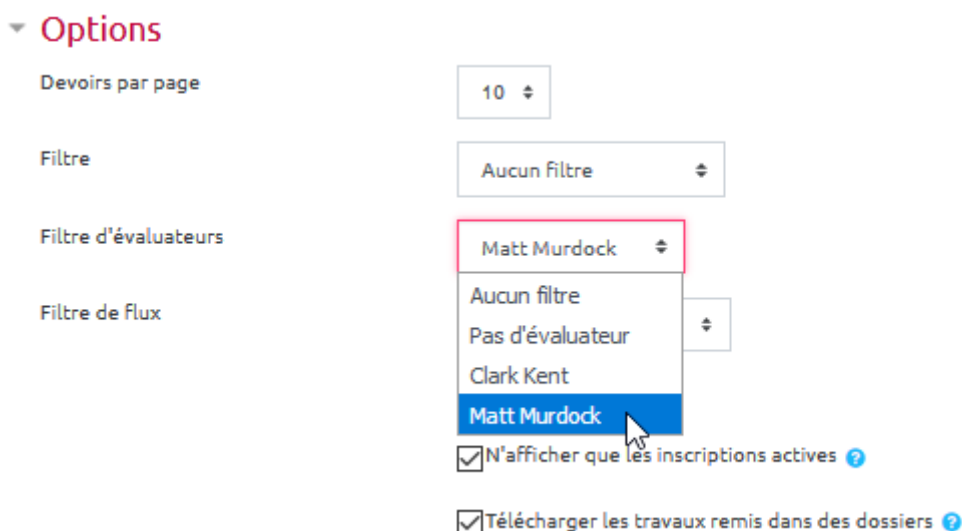 Options
Devoirs par page
10
Filtre
Aucun filtre
Filtre d'évaluateurs
Matt Murdock
Aucun filtre
Pas d'évaluateur
Clark Kent
Matt Murdock
Filtre de flux
N'afficher que les inscriptions actives
Télécharger les travaux remis dans des dossiers